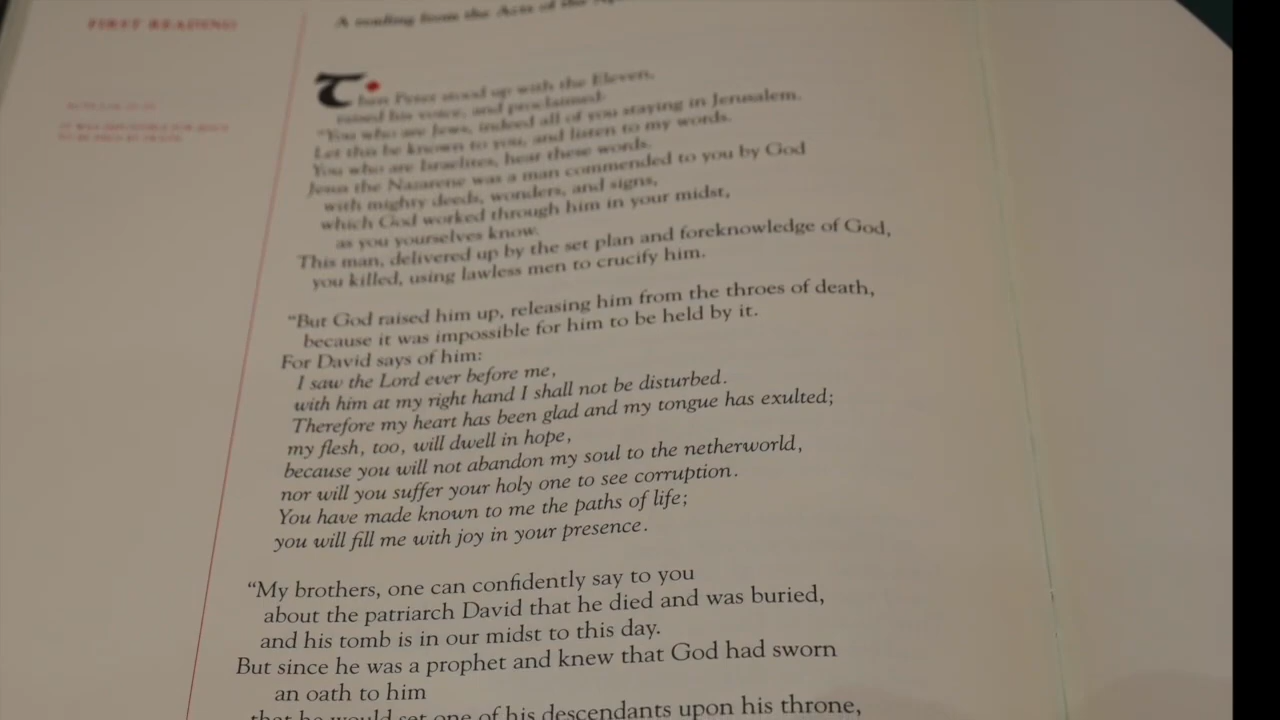 FIRST READING
A reading from the Acts of the
Then Peter stood up with the Eleven,
raised his voice, and proclaimed:
"You who are Jews, indeed all of you staying in Jerusalem.
Let this be known to you, and listen to my words.
You who are Israelites, hear these words.
Jesus the Nazarene was a man commended to you by God
with mighty deeds, wonders, and signs,
which God worked through him in your midst,
as you yourselves know.
This man, delivered up by the set plan and foreknowledge of God,
you killed, using lawless men to crucify him.
"But God raised him up, releasing him from the throes of death,
because it was impossible for him to be held by it.
For David says of him:
I saw the Lord ever before me,
with him at my right hand I shall not be disturbed.
Therefore my heart has been glad and my tongue has exulted;
my flesh, too, will dwell in hope,
because you will not abandon my soul to the netherworld,
nor will you suffer your holy one to see corruption.
You have made known to me the paths of life;
you will fill me with joy in your presence.
"My brothers, one can confidently say to you
about the patriarch David that he died and was buried,
and his tomb is in our midst to this day.
But since he was a prophet and knew that God had sworn
an oath to him
that he would set one of his descendants upon his throne,